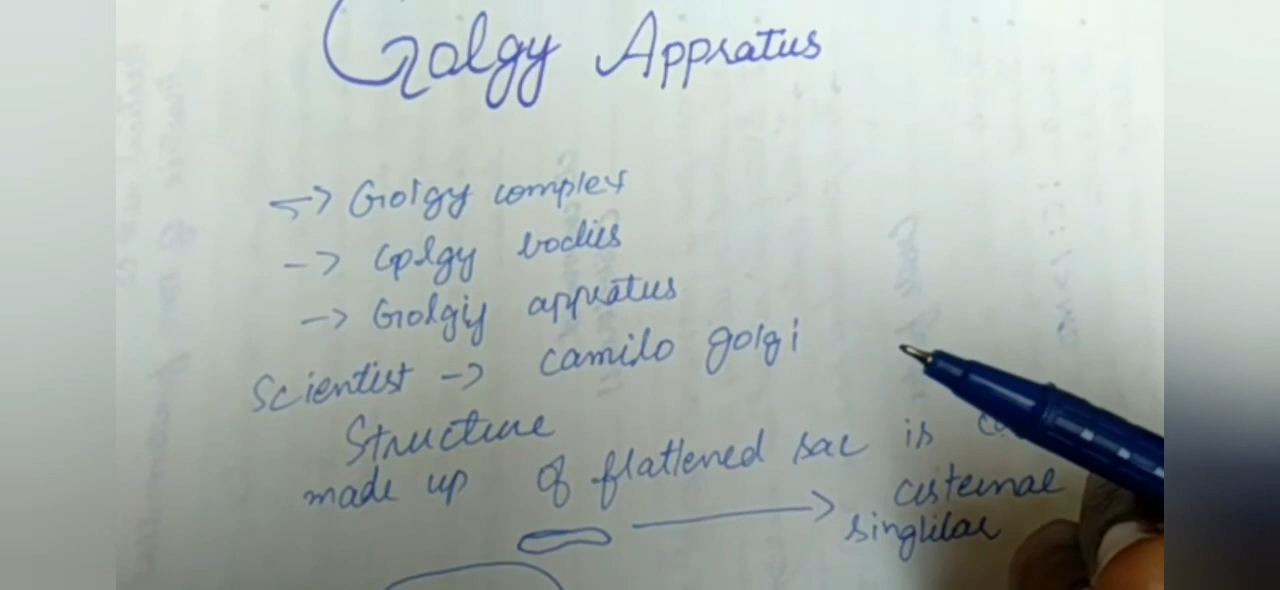 Golgy Appratus
-> Golgy complex
-> Golgy bodies
-> Golgiy appratus
Scientist -> Camilo golgi
Structure
made up of flattened sac is
cisternae